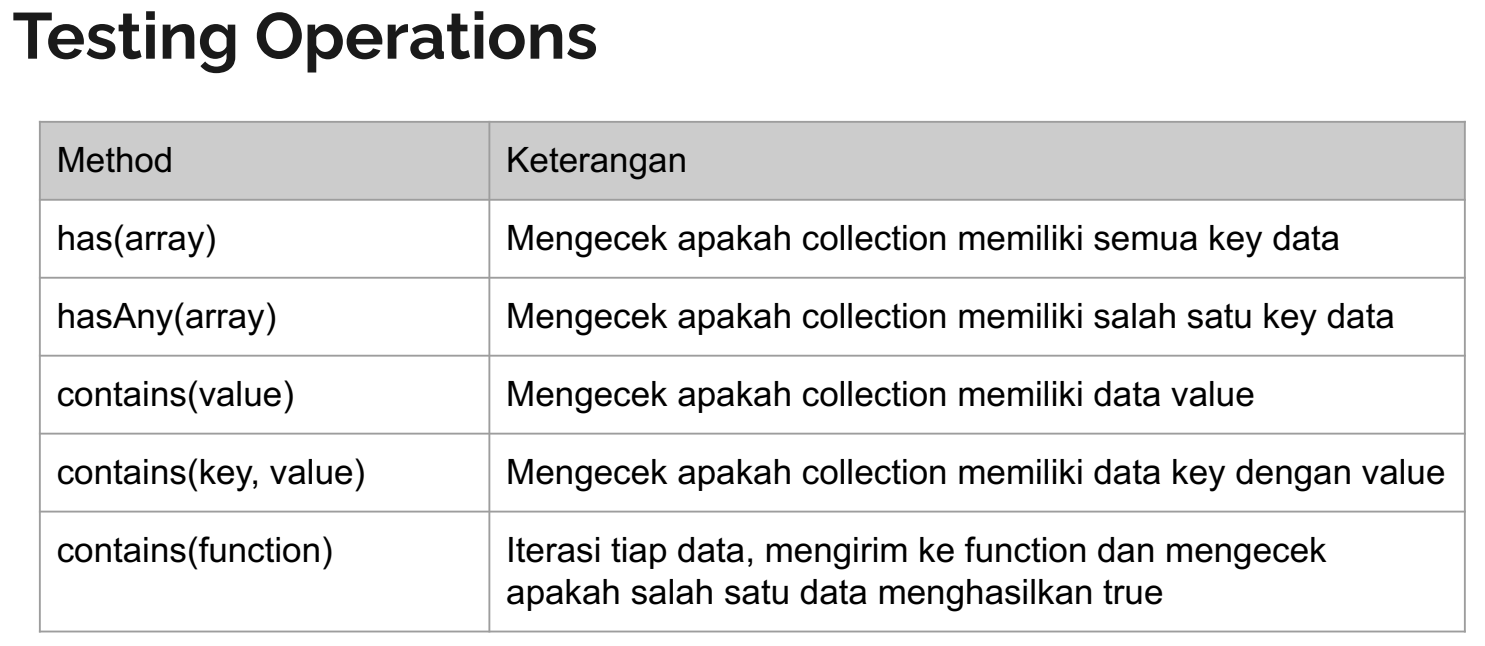 Testing Operations
Method
Keterangan
has(array)
Mengecek apakah collection memiliki semua key data
hasAny(array)
Mengecek apakah collection memiliki salah satu key data
contains(value)
Mengecek apakah collection memiliki data value
contains(key, value)
Mengecek apakah collection memiliki data key dengan value
contains(function)
Iterasi tiap data, mengirim ke function dan mengecek
apakah salah satu data menghasilkan true